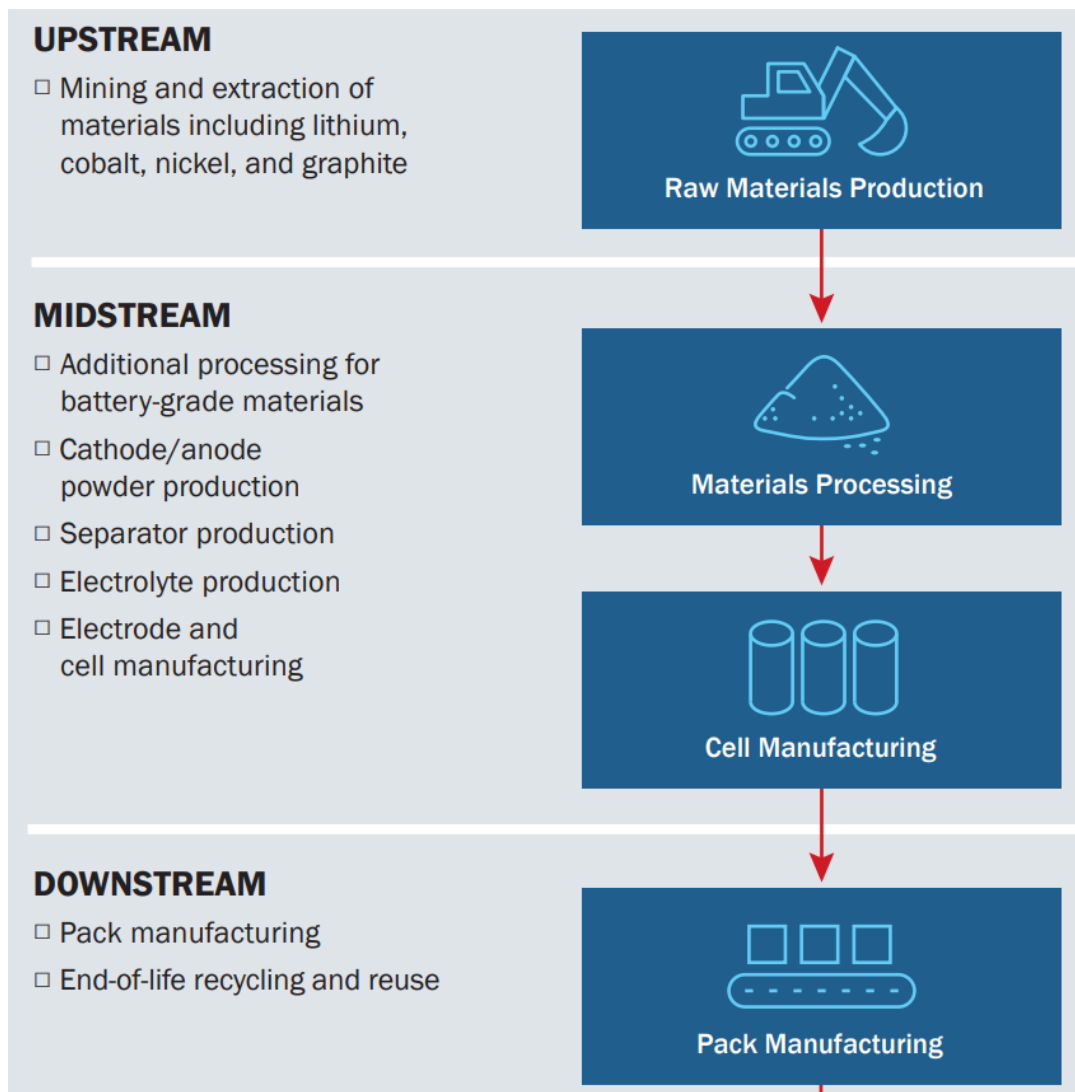 UPSTREAM
□ Mining and extraction of
materials including lithium,
cobalt, nickel, and graphite
Raw Materials Production
MIDSTREAM
□ Additional processing for
battery-grade materials
□ Cathode/anode
powder production
□ Separator production
□ Electrolyte production
□ Electrode and
cell manufacturing
Materials Processing
Cell Manufacturing
DOWNSTREAM
□ Pack manufacturing
□ End-of-life recycling and reuse
Pack Manufacturing